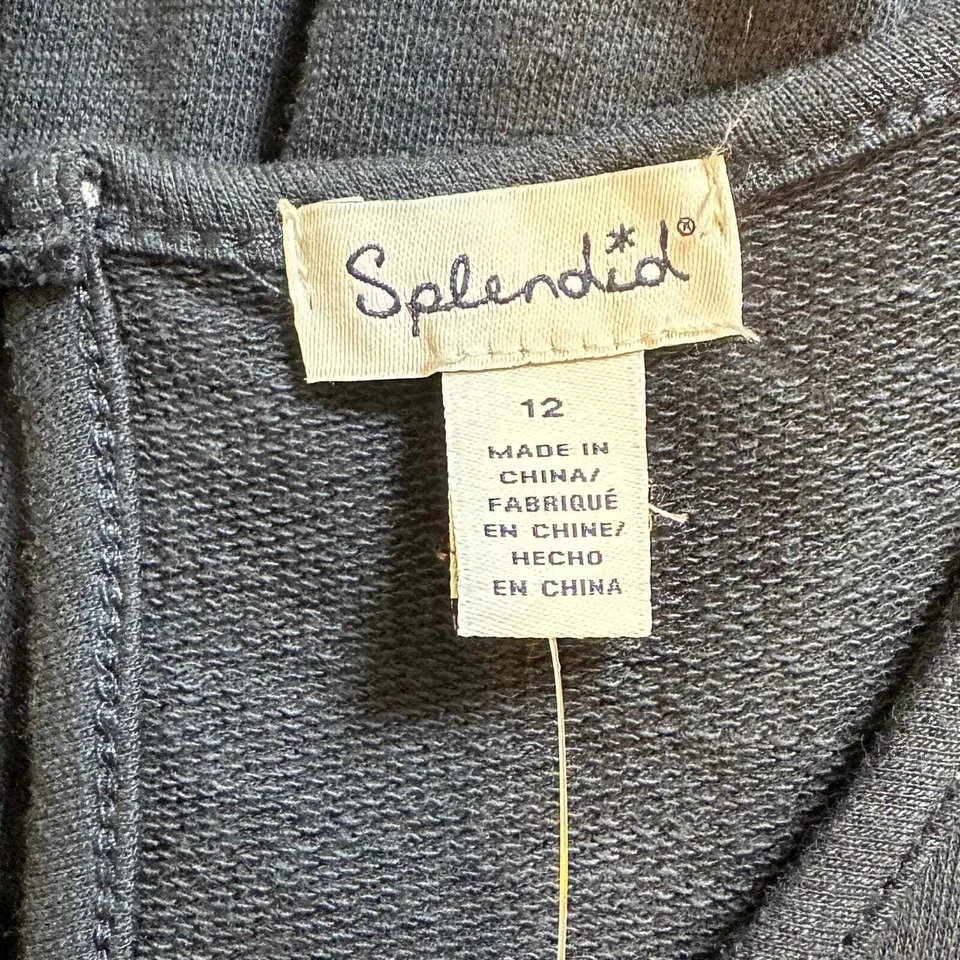 Splendid®
12
MADE IN
CHINA/
FABRIQUÉ
EN CHINE/
HECHO
EN CHINA